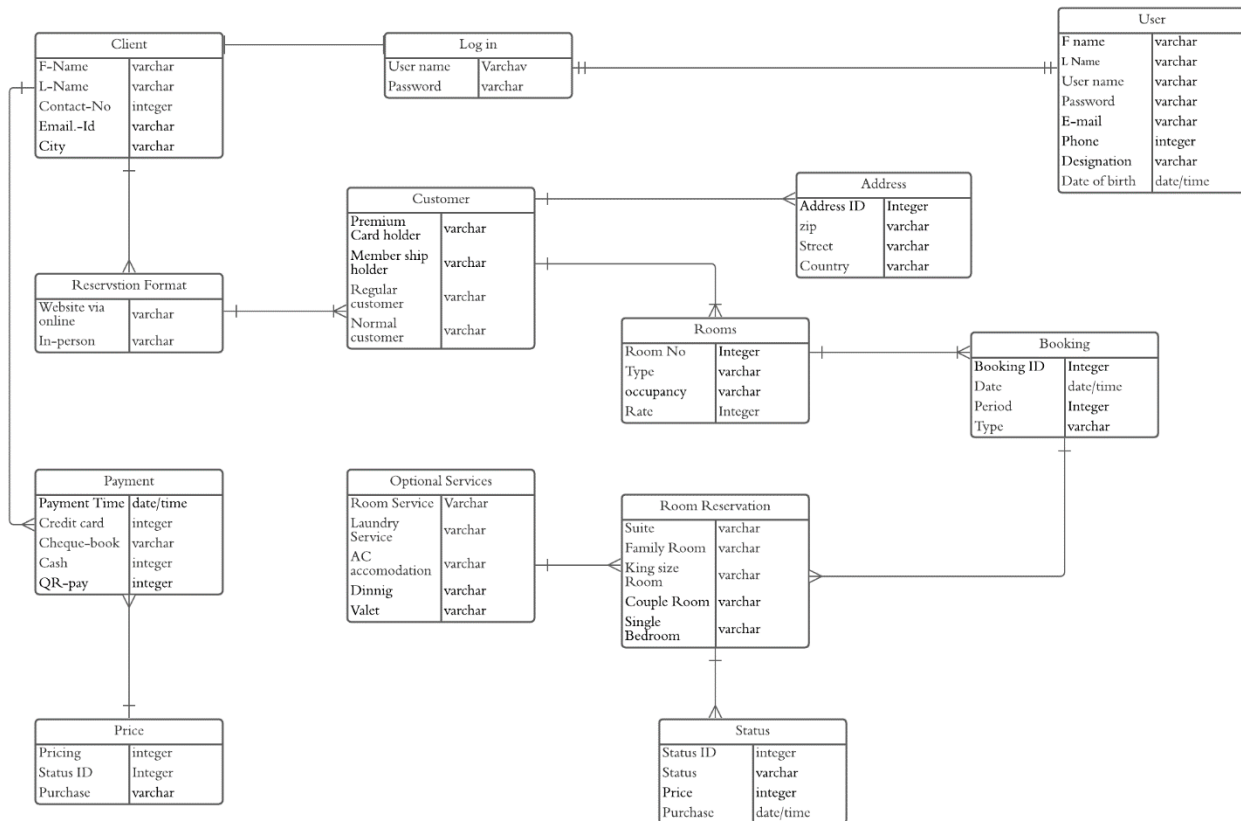 Client
F-Name varchar
L-Name varchar
Contact-No integer
Email.-Id varchar
City varchar
Log in
User name Varchav
Password varchar
User
F name varchar
L Name varchar
User name varchar
Password varchar
E-mail varchar
Phone integer
Designation varchar
Date of birth date/time
Customer
Premium
Card holder varchar
Member ship
holder varchar
Regular
customer varchar
Normal
customer varchar
Address
Address ID Integer
zip varchar
Street varchar
Country varchar
Reservstion Format
Website via
online varchar
In-person varchar
Rooms
Room No Integer
Type varchar
occupancy varchar
Rate Integer
Booking
Booking ID Integer
Date date/time
Period Integer
Type varchar
Payment
Payment Time date/time
Credit card integer
Cheque-book varchar
Cash integer
QR-pay integer
Optional Services
Room Service Varchar
Laundry
Service varchar
AC
accomodation varchar
Dinnig varchar
Valet varchar
Room Reservation
Suite varchar
Family Room varchar
King size
Room varchar
Couple Room varchar
Single
Bedroom varchar
Price
Pricing integer
Status ID Integer
Purchase varchar
Status
Status ID integer
Status varchar
Price integer
Purchase date/time